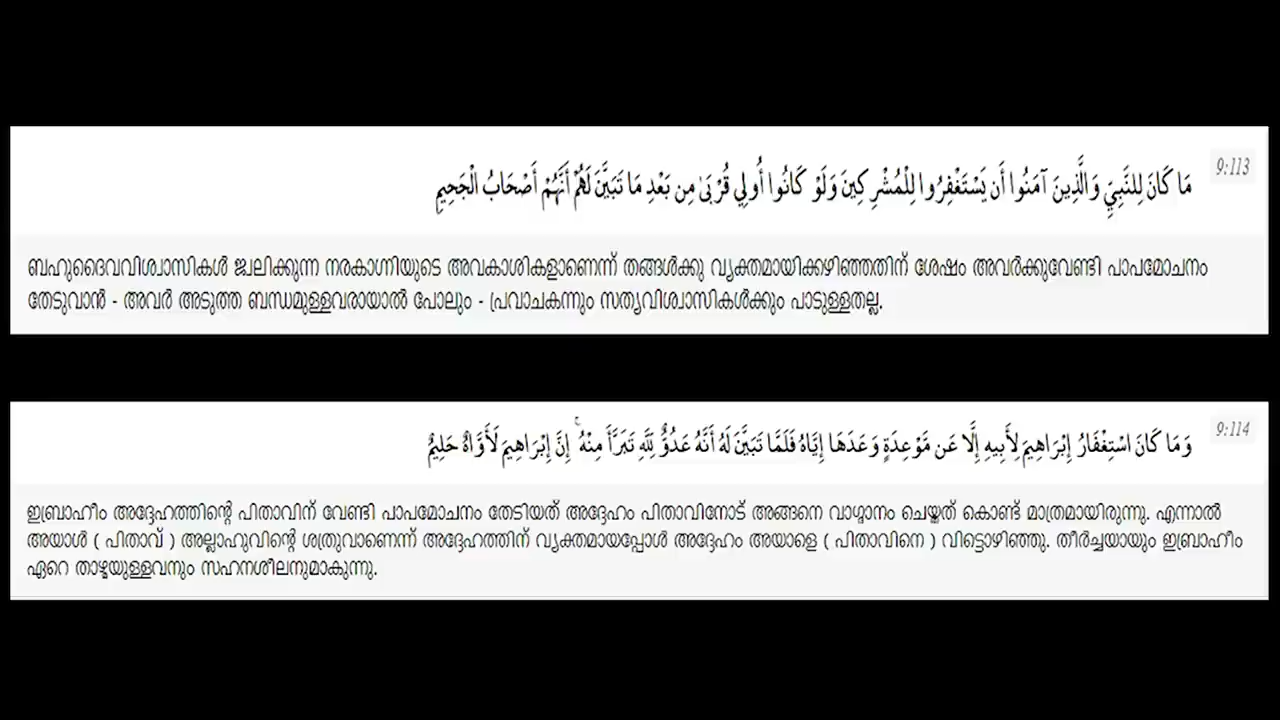 مَا كَانَ لِلنَّبِيِّ وَالَّذِينَ آمَنُوا أَن يَسْتَغْفِرُوا لِلْمُشْرِكِينَ وَلَوْ كَانُوا أُولِي قُرْبَىٰ مِن بَعْدِ مَا تَبَيَّنَ لَهُمْ أَنَّهُمْ أَصْحَابُ الْجَحِيمِ 9:113
ബഹുദൈവവിശ്വാസികള്‍ ജ്വലിക്കുന്ന നരകാഗ്നിയുടെ അവകാശികളാണെന്ന് തങ്ങള്‍ക്കു വ്യക്തമായിക്കഴിഞ്ഞതിന് ശേഷം അവര്‍ക്കുവേണ്ടി പാപമോചനം
തേടുവാന്‍ - അവര്‍ അടുത്ത ബന്ധമുള്ളവരായാല്‍ പോലും - പ്രവാചകന്നും സത്യവിശ്വാസികള്‍ക്കും പാടുള്ളതല്ല.
وَمَا كَانَ اسْتِغْفَارُ إِبْرَاهِيمَ لِأَبِيهِ إِلَّا عَن مَّوْعِدَةٍ وَعَدَهَا إِيَّاهُ فَلَمَّا تَبَيَّنَ لَهُ أَنَّهُ عَدُوٌّ لِّلَّهِ تَبَرَّأَ مِنْهُ ۚ إِنَّ إِبْرَاهِيمَ لَأَوَّاهٌ حَلِيمٌ 9:114
ഇബ്രാഹീം അദ്ദേഹത്തിന്റെ പിതാവിന് വേണ്ടി പാപമോചനം തേടിയത് അദ്ദേഹം പിതാവിനോട് അങ്ങനെ വാഗ്ദാനം ചെയ്തത് കൊണ്ട് മാത്രമായിരുന്നു. എന്നാല്‍
അയാള്‍ ( പിതാവ് ) അല്ലാഹുവിന്റെ ശത്രുവാണെന്ന് അദ്ദേഹത്തിന് വ്യക്തമായപ്പോള്‍ അദ്ദേഹം അയാളെ ( പിതാവിനെ ) വിട്ടൊഴിഞ്ഞു. തീര്‍ച്ചയായും ഇബ്രാഹീം
ഏറെ താഴ്മയുള്ളവനും സഹനശീലനുമാകുന്നു.